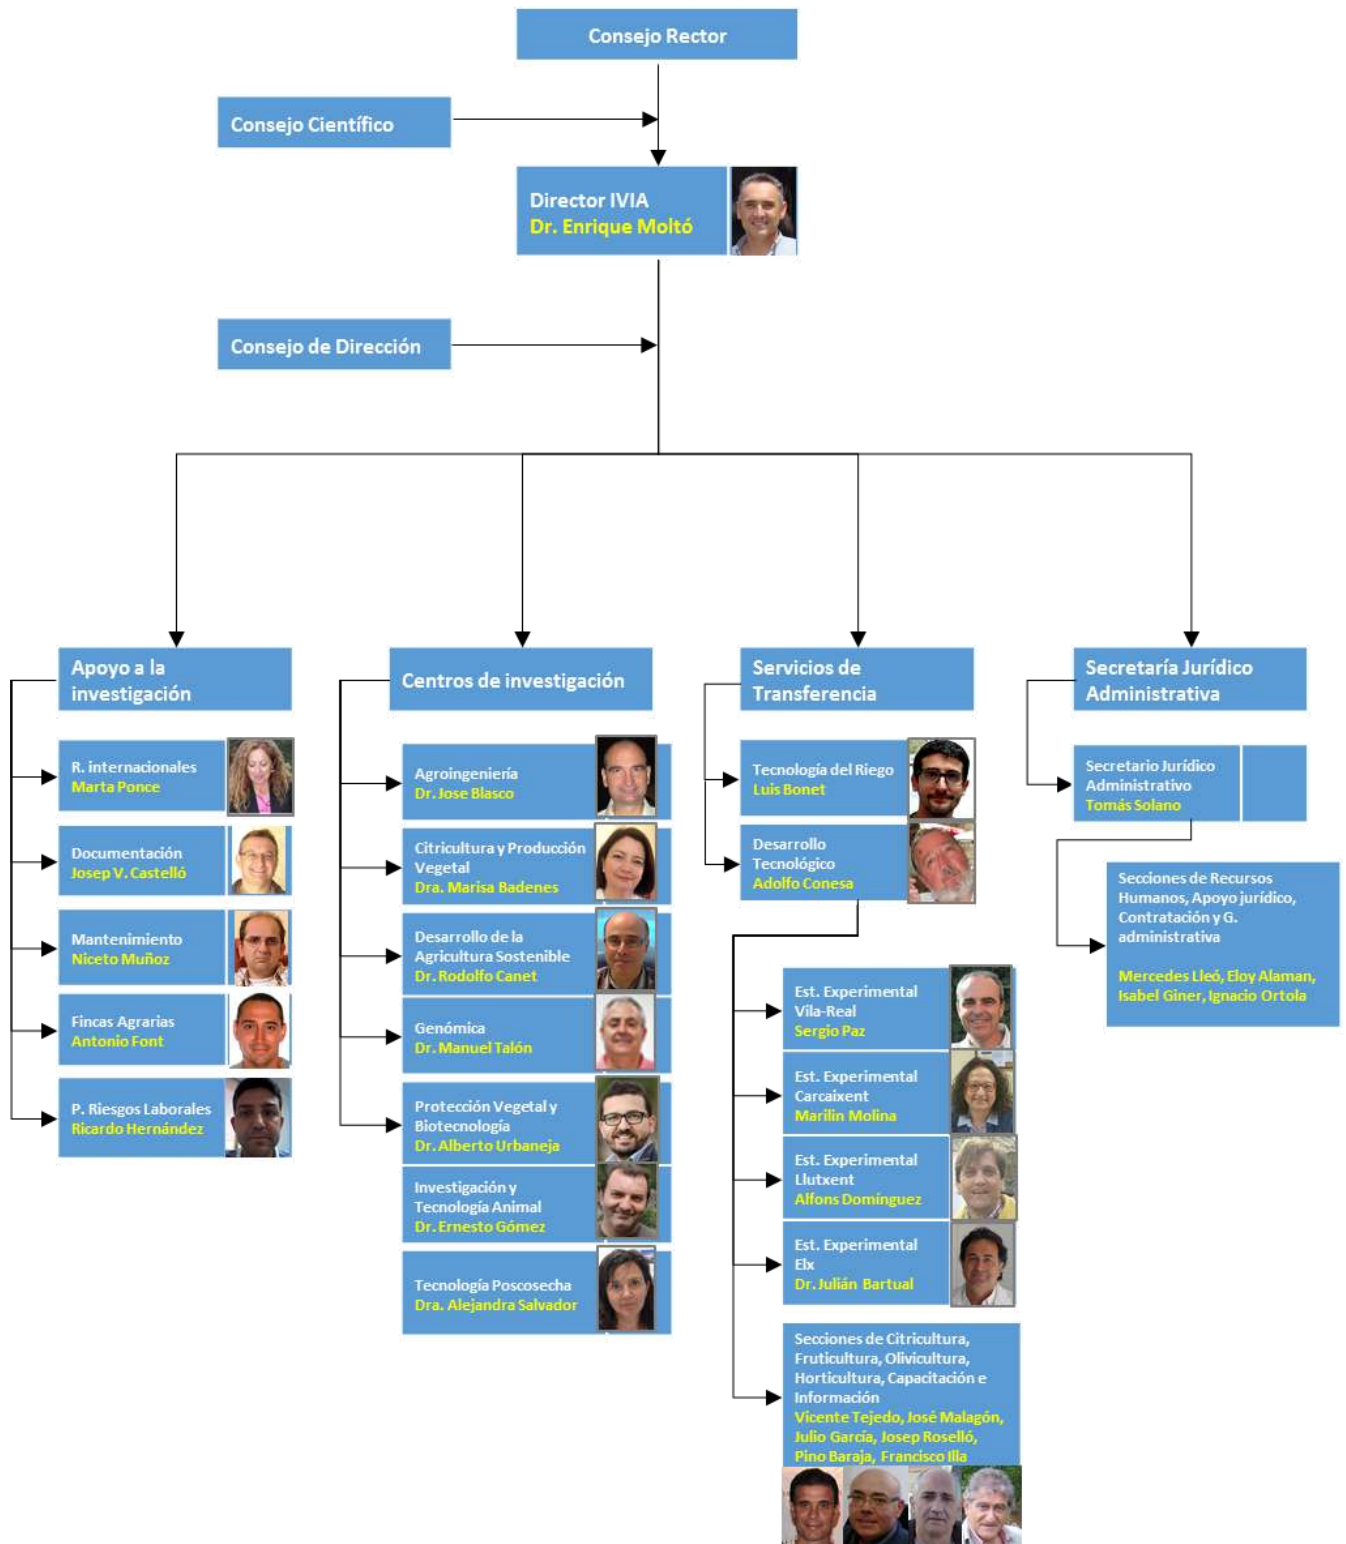 Consejo Rector
Consejo Científico
Director IVIA
Dr. Enrique Moltó
Consejo de Dirección
Apoyo a la
investigación
R. internacionales
Marta Ponce
Documentación
Josep V. Castelló
Mantenimiento
Niceto Muñoz
Fincas Agrarias
Antonio Font
P. Riesgos Laborales
Ricardo Hernández
Centros de investigación
Agroingeniería
Dr. Jose Blasco
Citricultura y Producción
Vegetal
Dra. Marisa Badenes
Desarrollo de la
Agricultura Sostenible
Dr. Rodolfo Canet
Genómica
Dr. Manuel Talón
Protección Vegetal y
Biotecnología
Dr. Alberto Urbaneja
Investigación y
Tecnología Animal
Dr. Ernesto Gómez
Tecnología Poscosecha
Dra. Alejandra Salvador
Servicios de
Transferencia
Tecnología del Riego
Luis Bonet
Desarrollo
Tecnológico
Adolfo Conesa
Est. Experimental
Vila-Real
Sergio Paz
Est. Experimental
Carcaixent
Marilin Molina
Est. Experimental
Llutxent
Alfons Domínguez
Est. Experimental
Elx
Dr. Julián Bartual
Secciones de Citricultura,
Fruticultura, Olivicultura,
Horticultura, Capacitación e
Información
Vicente Tejedo, José Malagón,
Julio García, Josep Roselló,
Pino Baraja, Francisco Illa
Secretaría Jurídico
Administrativa
Secretario Jurídico
Administrativo
Tomás Solano
Secciones de Recursos
Humanos, Apoyo jurídico,
Contratación y G.
administrativa
Mercedes Lleó, Eloy Alaman,
Isabel Giner, Ignacio Ortola